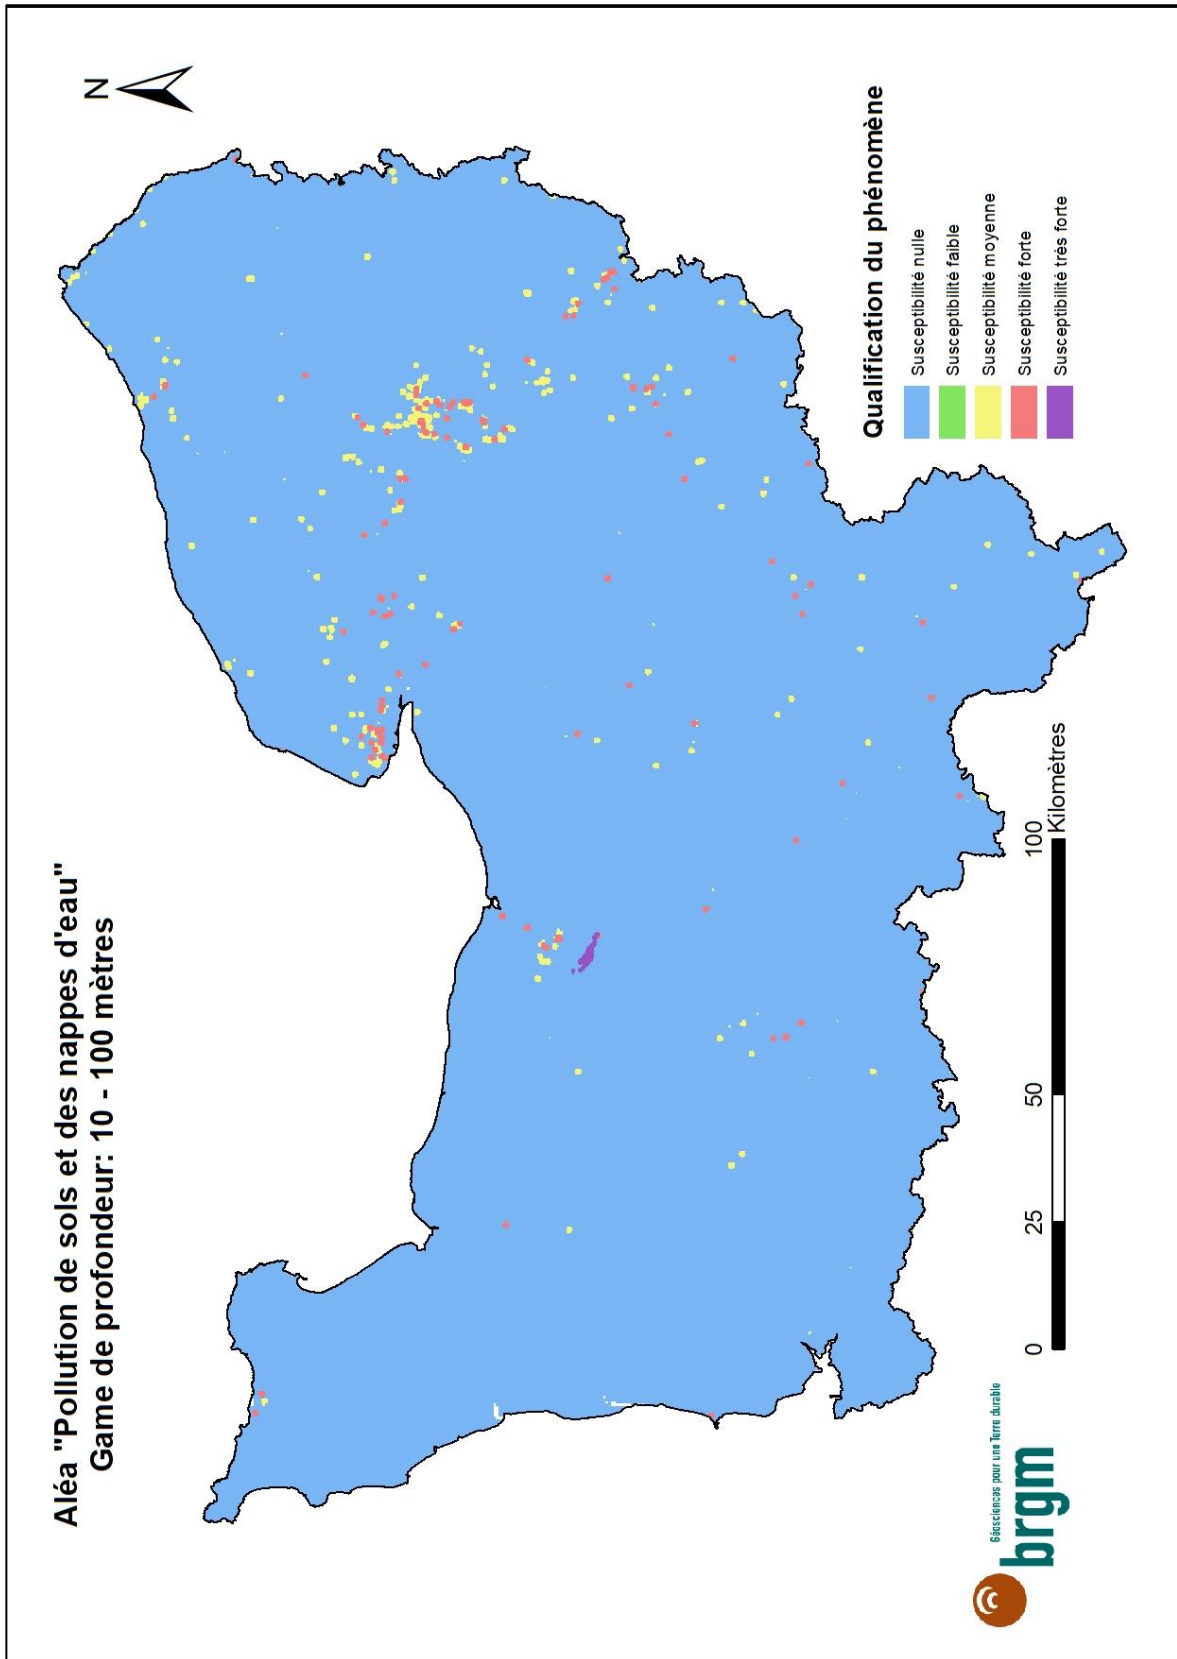 Aléa "Pollution de sols et des nappes d'eau"
Game de profondeur: 10 - 100 mètres
N
Qualification du phénomène
Susceptibilité nulle
Susceptibilité faible
Susceptibilité moyenne
Susceptibilité forte
Susceptibilité trés forte
0 25 50 100
Kilomètres
Géosciences pour une Terre durable
brgm